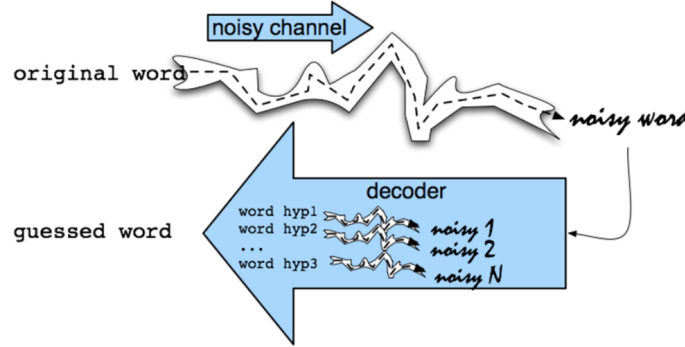 noisy channel
original word
noisy word
decoder
word hyp1
noisy 1
guessed word
word hyp2
noisy 2
...
word hyp3
noisy N